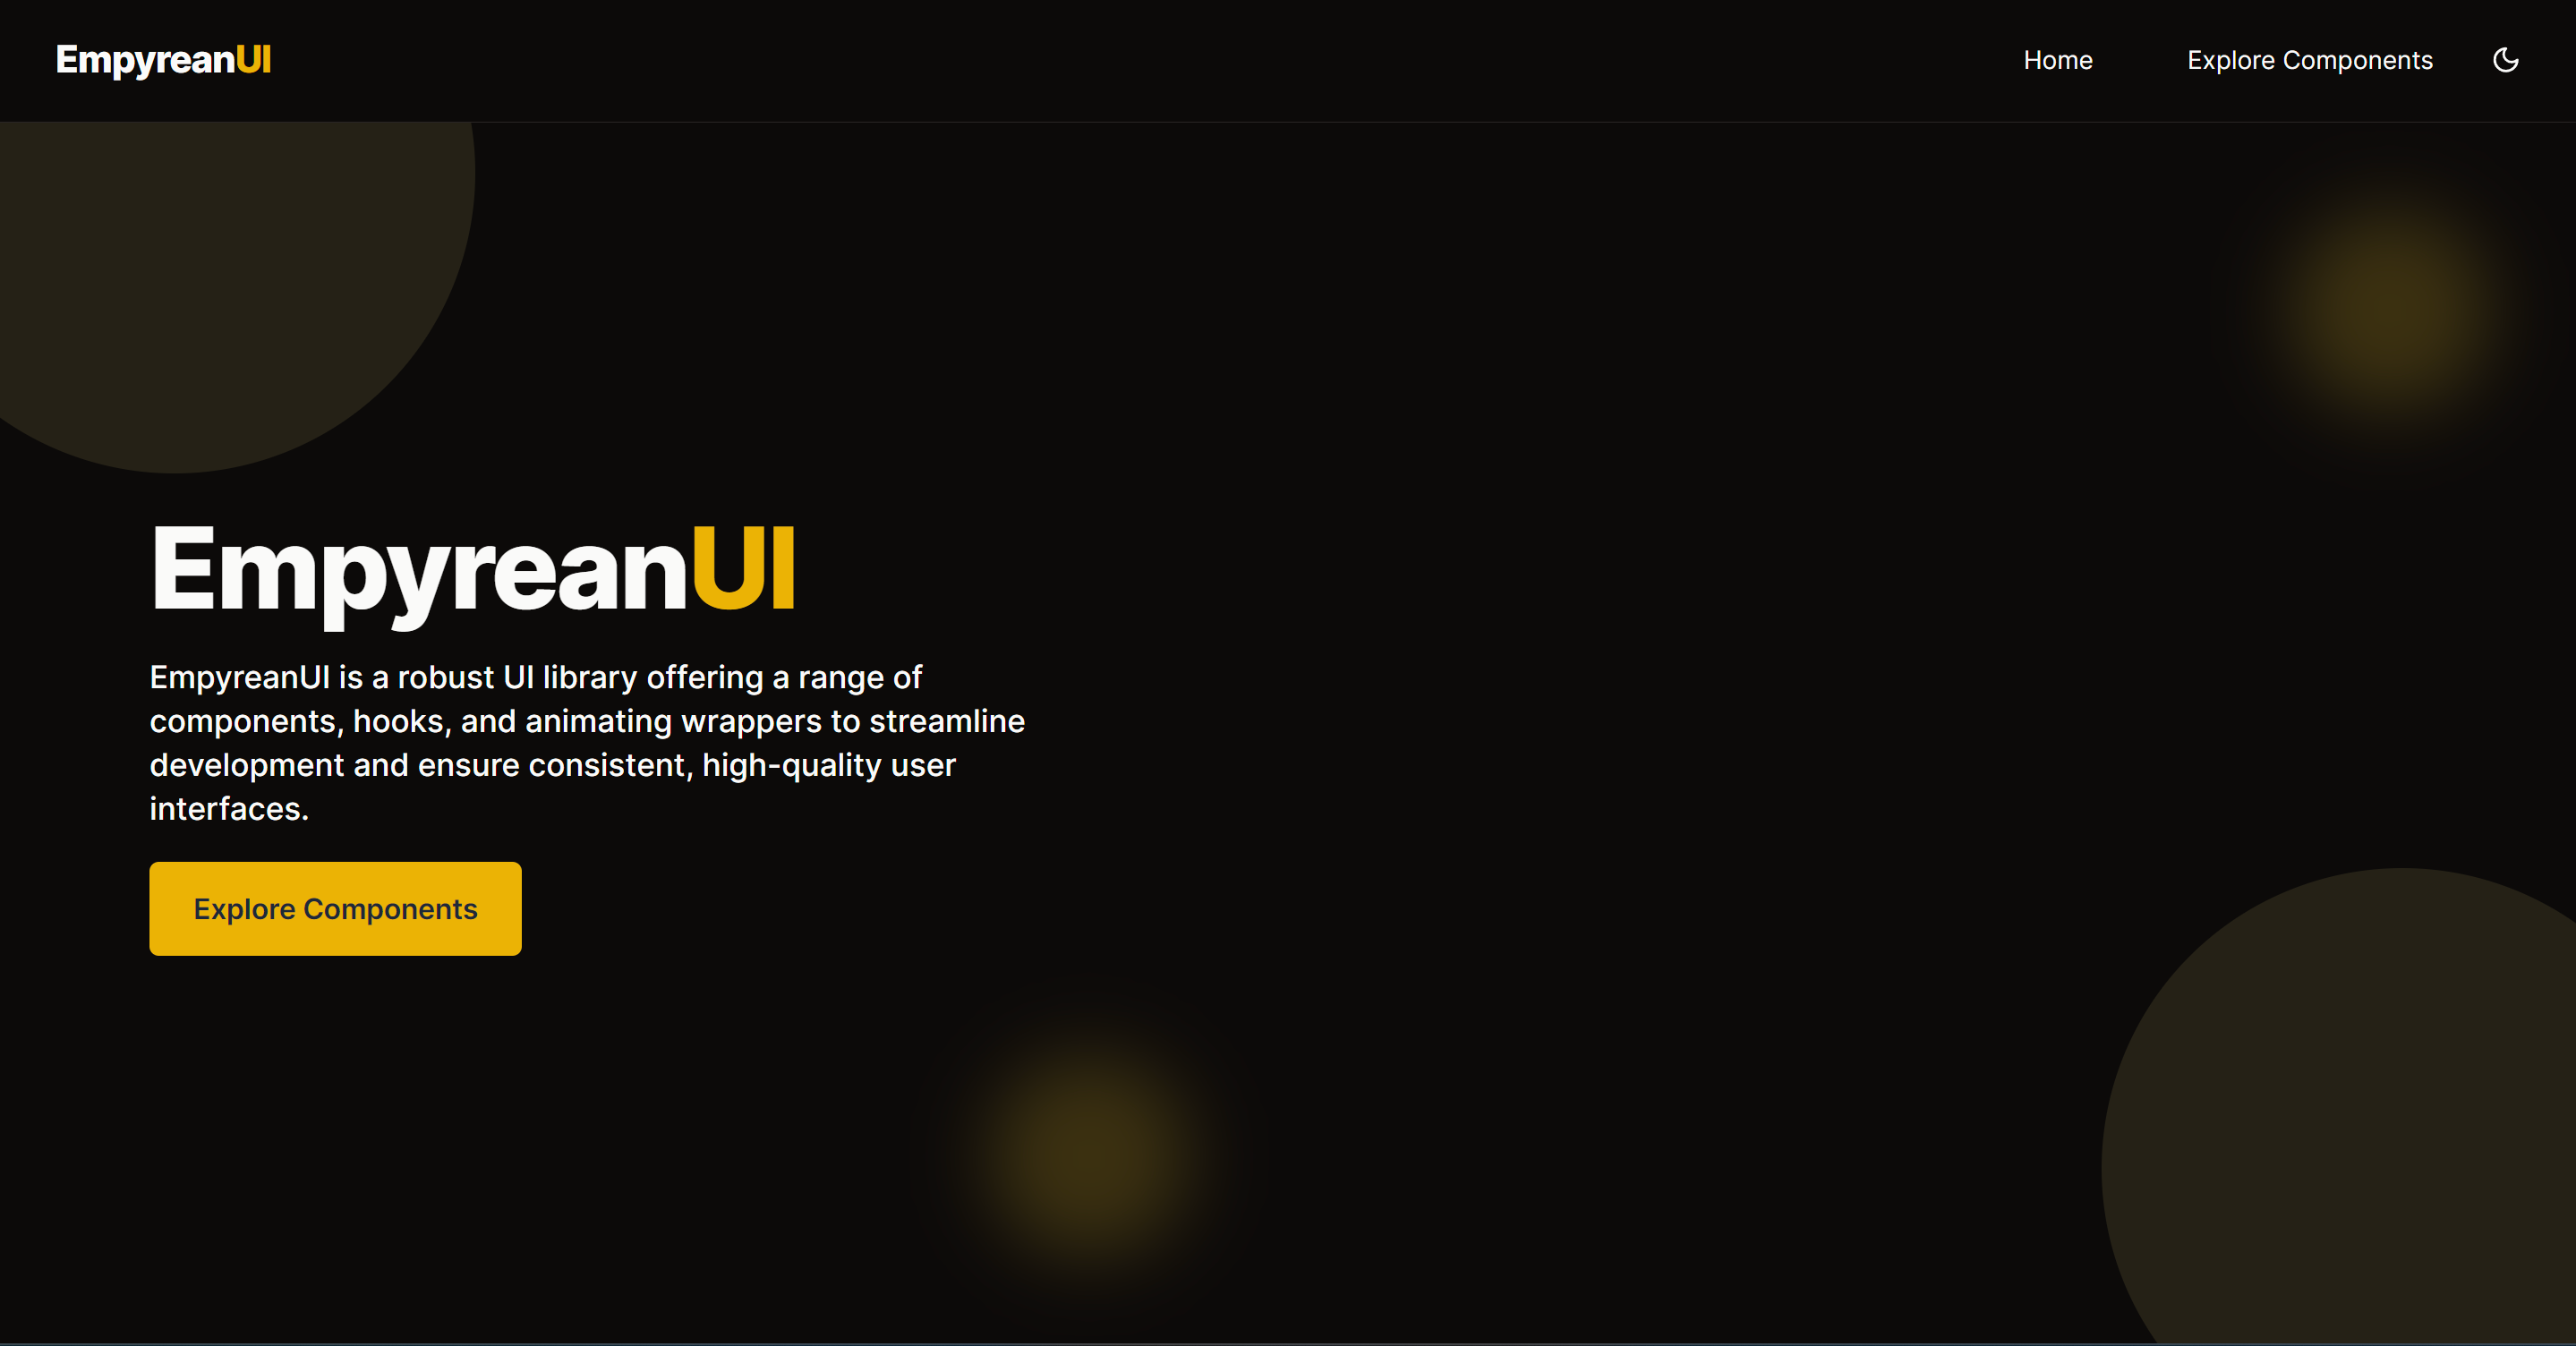 EmpyreanUI
Home
Explore Components
EmpyreanUI
EmpyreanUI is a robust UI library offering a range of
components, hooks, and animating wrappers to streamline
development and ensure consistent, high-quality user
interfaces.
Explore Components